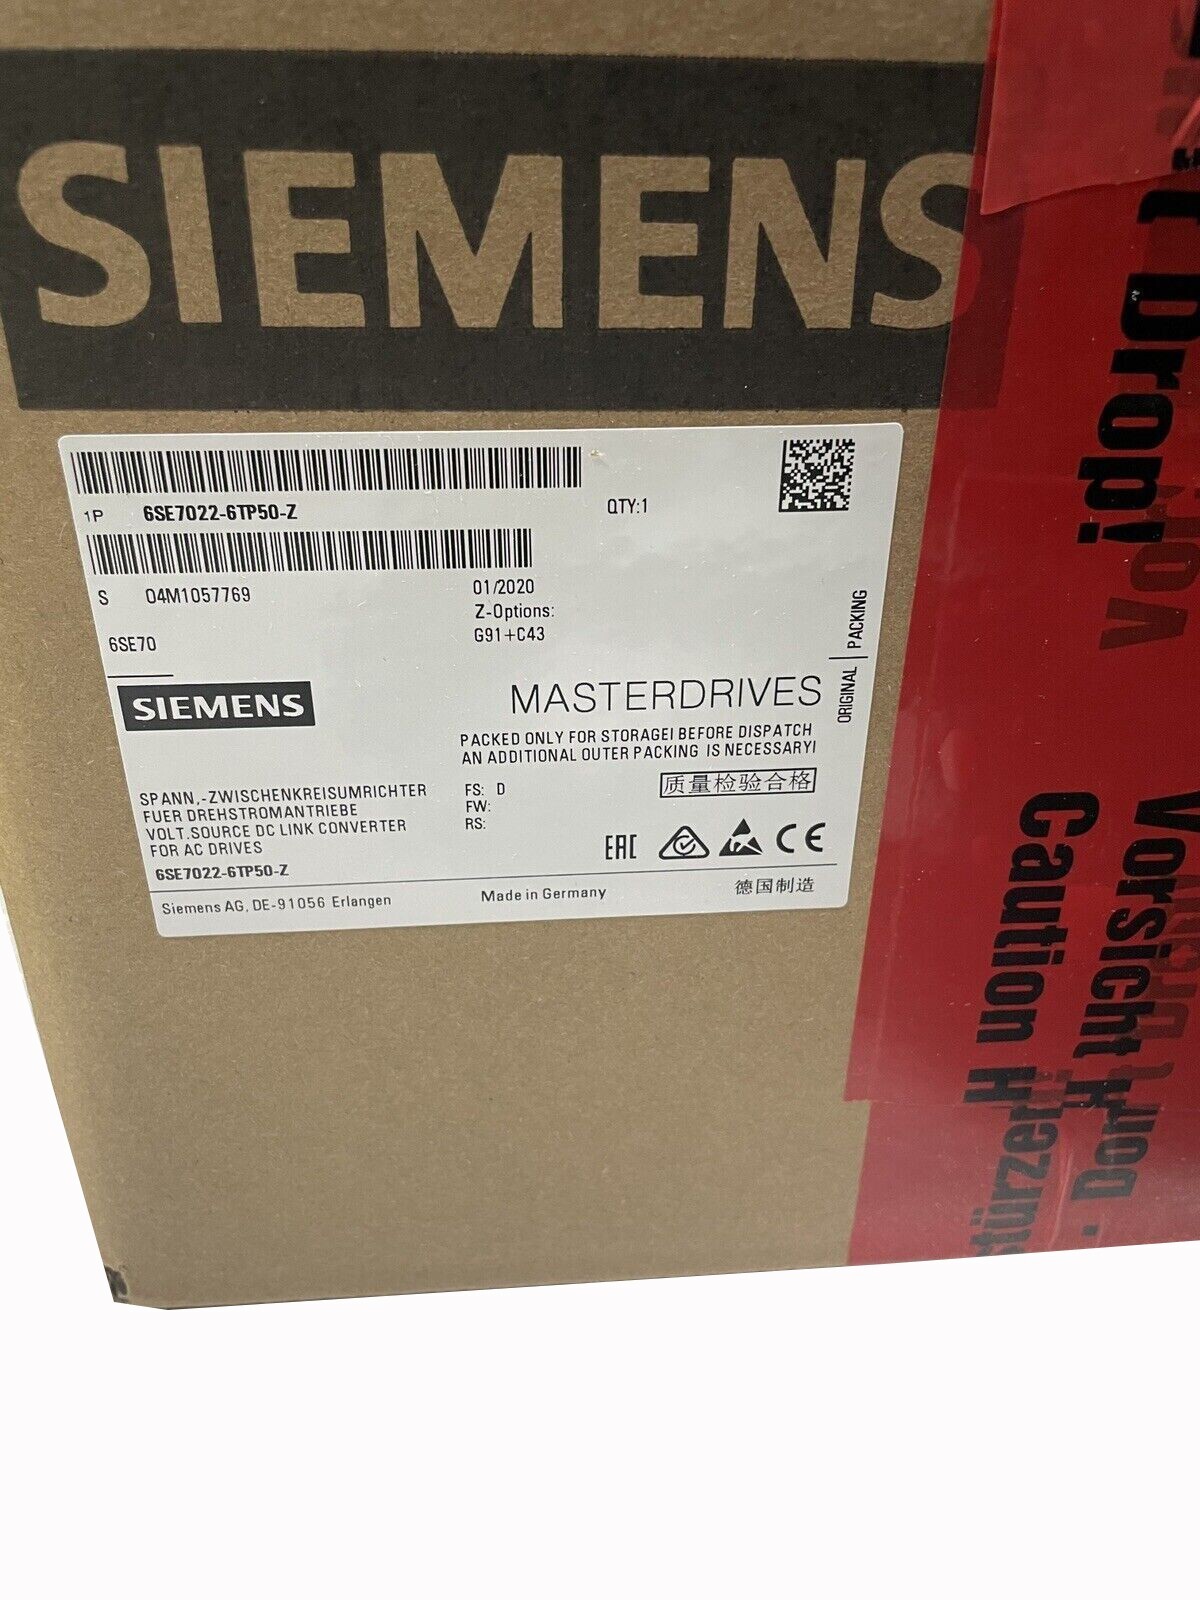 SIEMENS
1P 6SE7022-6TP50-Z QTY:1
S 04M1057769 01/2020
Z-Options:
6SE70 G91+C43
SIEMENS MASTERDRIVES
ORIGINAL PACKING
PACKED ONLY FOR STORAGE! BEFORE DISPATCH
AN ADDITIONAL OUTER PACKING IS NECESSARY!
SPANN,-ZWISCHENKREISUMRICHTER
FUER DREHSTROMANTRIEBE
VOLT.SOURCE DC LINK CONVERTER
FOR AC DRIVES
6SE7022-6TP50-Z
FS: D
FW:
RS:
质量检验合格
EAC CE
Siemens AG, DE-91056 Erlangen Made in Germany 德国制造
Drop!
Vorsicht
Caution